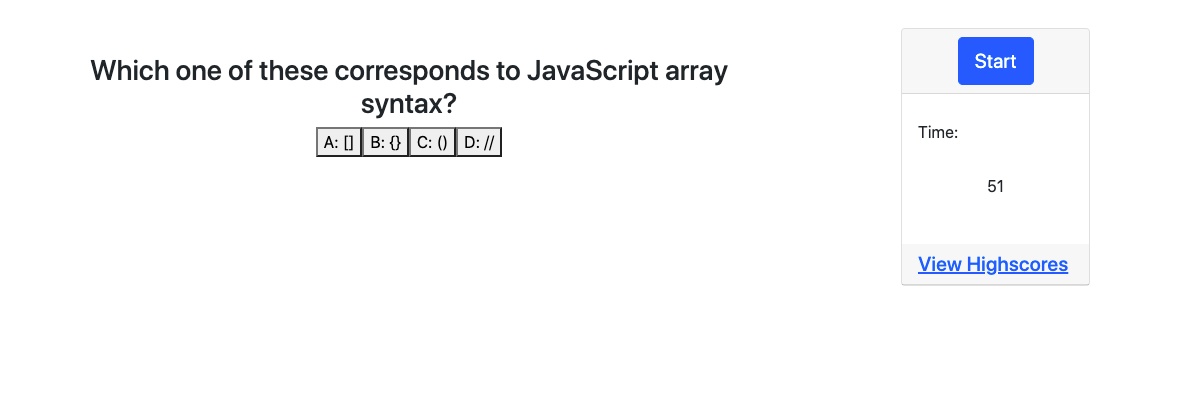 Which one of these corresponds to JavaScript array
syntax?
A: [] B: {} C: () D: //
Start
Time:
51
View Highscores